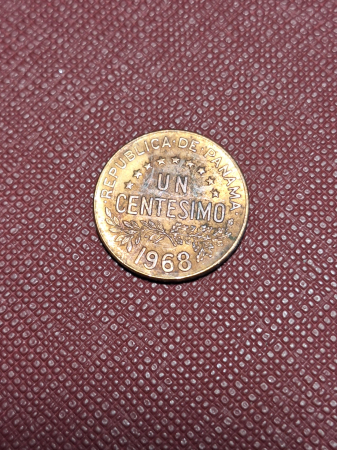 REPUBLICA·DE·PANAMA
UN
CENTESIMO
1968